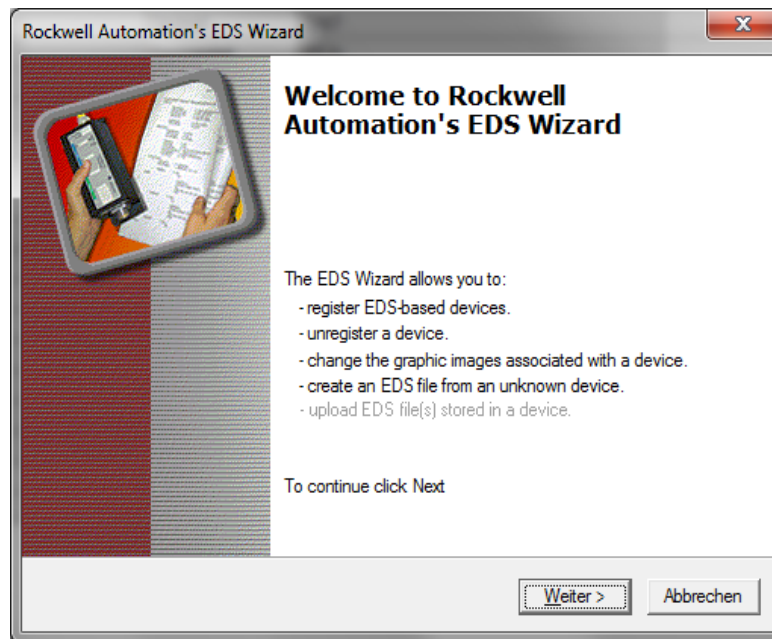 Rockwell Automation's EDS Wizard
Welcome to Rockwell
Automation's EDS Wizard
The EDS Wizard allows you to:
- register EDS-based devices.
- unregister a device.
- change the graphic images associated with a device.
- create an EDS file from an unknown device.
- upload EDS file(s) stored in a device.
To continue click Next
Weiter >
Abbrechen